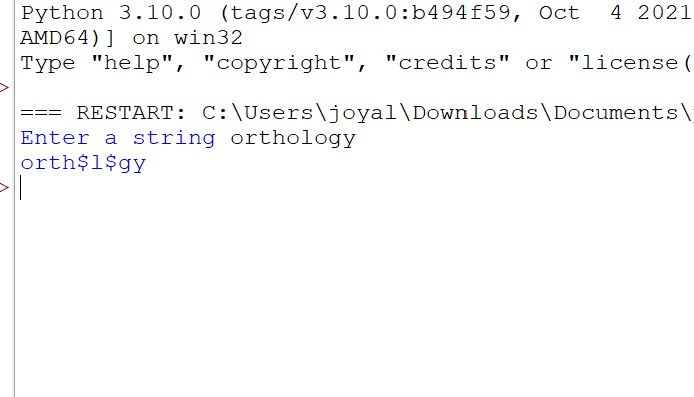 Python 3.10.0 (tags/v3.10.0:b494f59, Oct  4 2021
AMD64)] on win32
Type "help", "copyright", "credits" or "license(
>
=== RESTART: C:\Users\joyal\Downloads\Documents\
Enter a string orthology
orth$l$gy
>